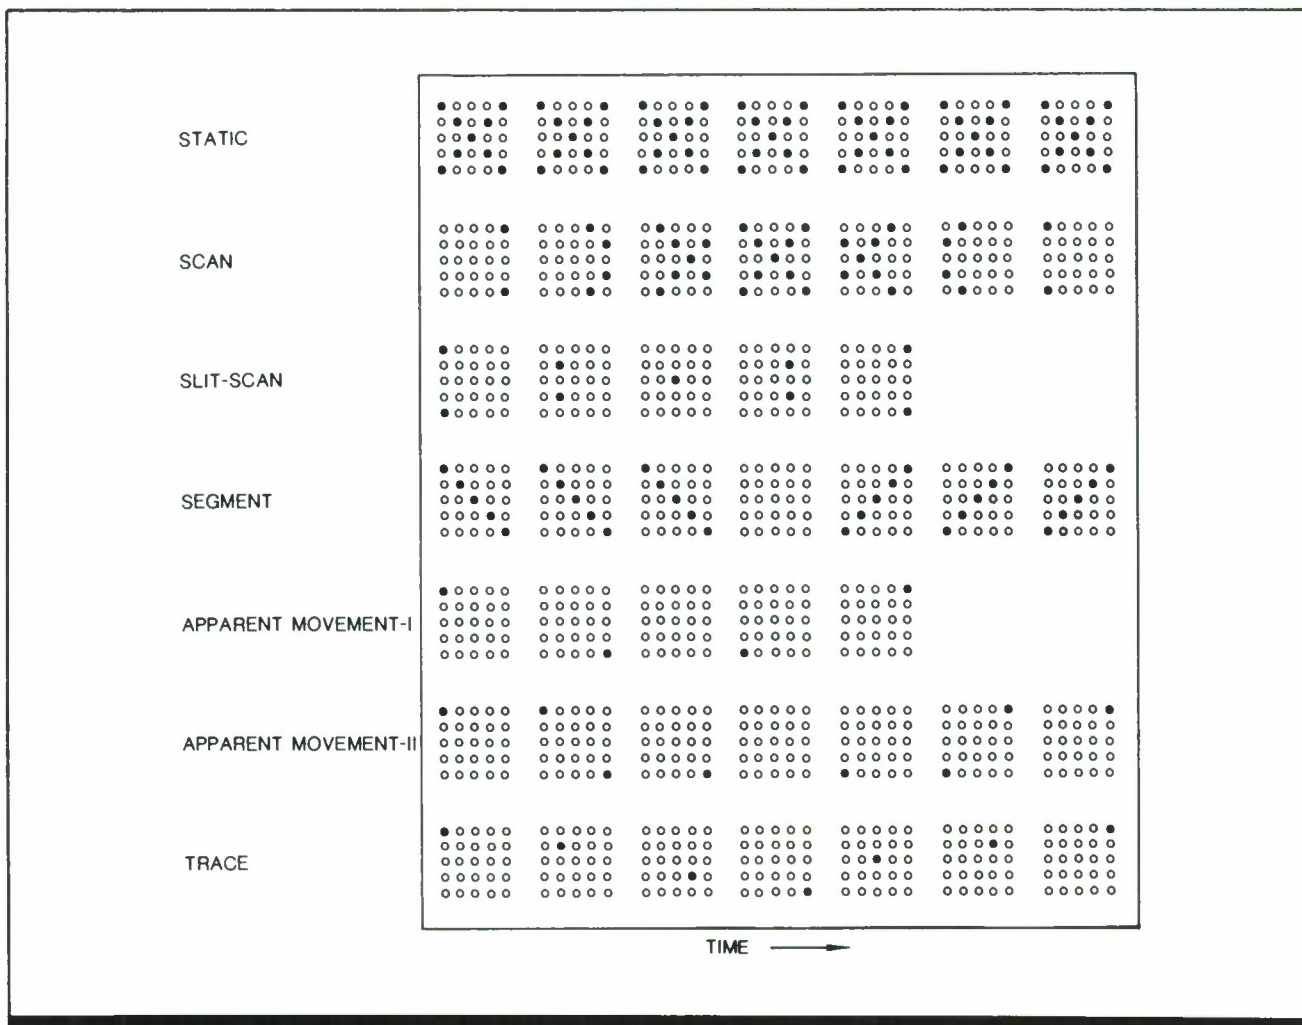 STATIC
SCAN
SLIT-SCAN
SEGMENT
APPARENT MOVEMENT-I
APPARENT MOVEMENT-II
TRACE
TIME